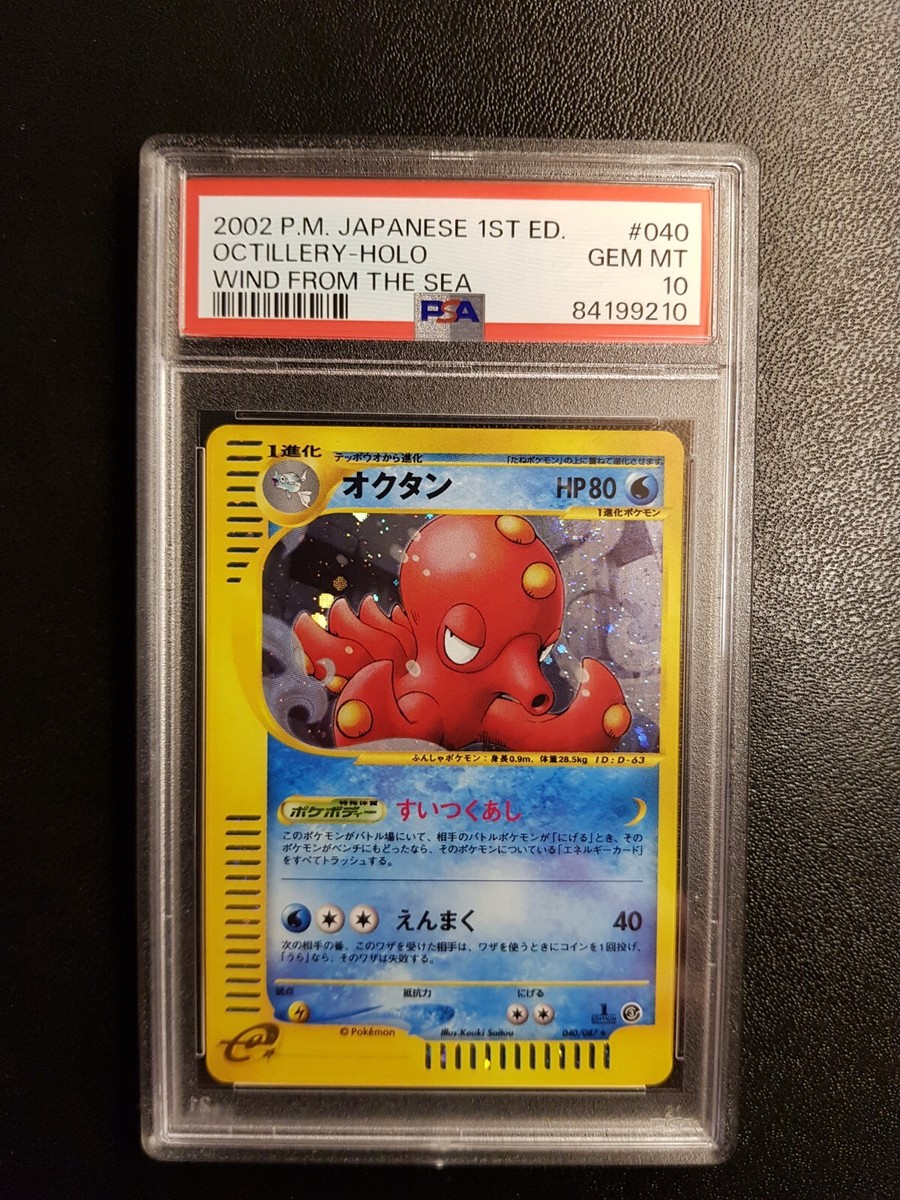 2002 P.M. JAPANESE 1ST ED. #040
OCTILLERY-HOLO GEM MT
WIND FROM THE SEA 10
PSA 84199210
1進化 テッポウオから進化 「たねポケモン」の上に重ねて進化させます。
オクタン HP80
1進化ポケモン
ふんしゃポケモン：身長0.9m、体重28.5kg ID:D-63
特殊体質
ポケボディー すいつくあし
このポケモンがバトル場にいて、相手のバトルポケモンが「にげる」とき、その
ポケモンがベンチにもどったなら、そのポケモンについている「エネルギーカード」
をすべてトラッシュする。
えんまく 40
次の相手の番、このワザを受けた相手は、ワザを使うときにコインを1回投げ、
「うら」なら、そのワザは失敗する。
弱点 抵抗力 にげる
1 EDITION
© Pokémon Illus. Kouki Saitou 040/087 ★